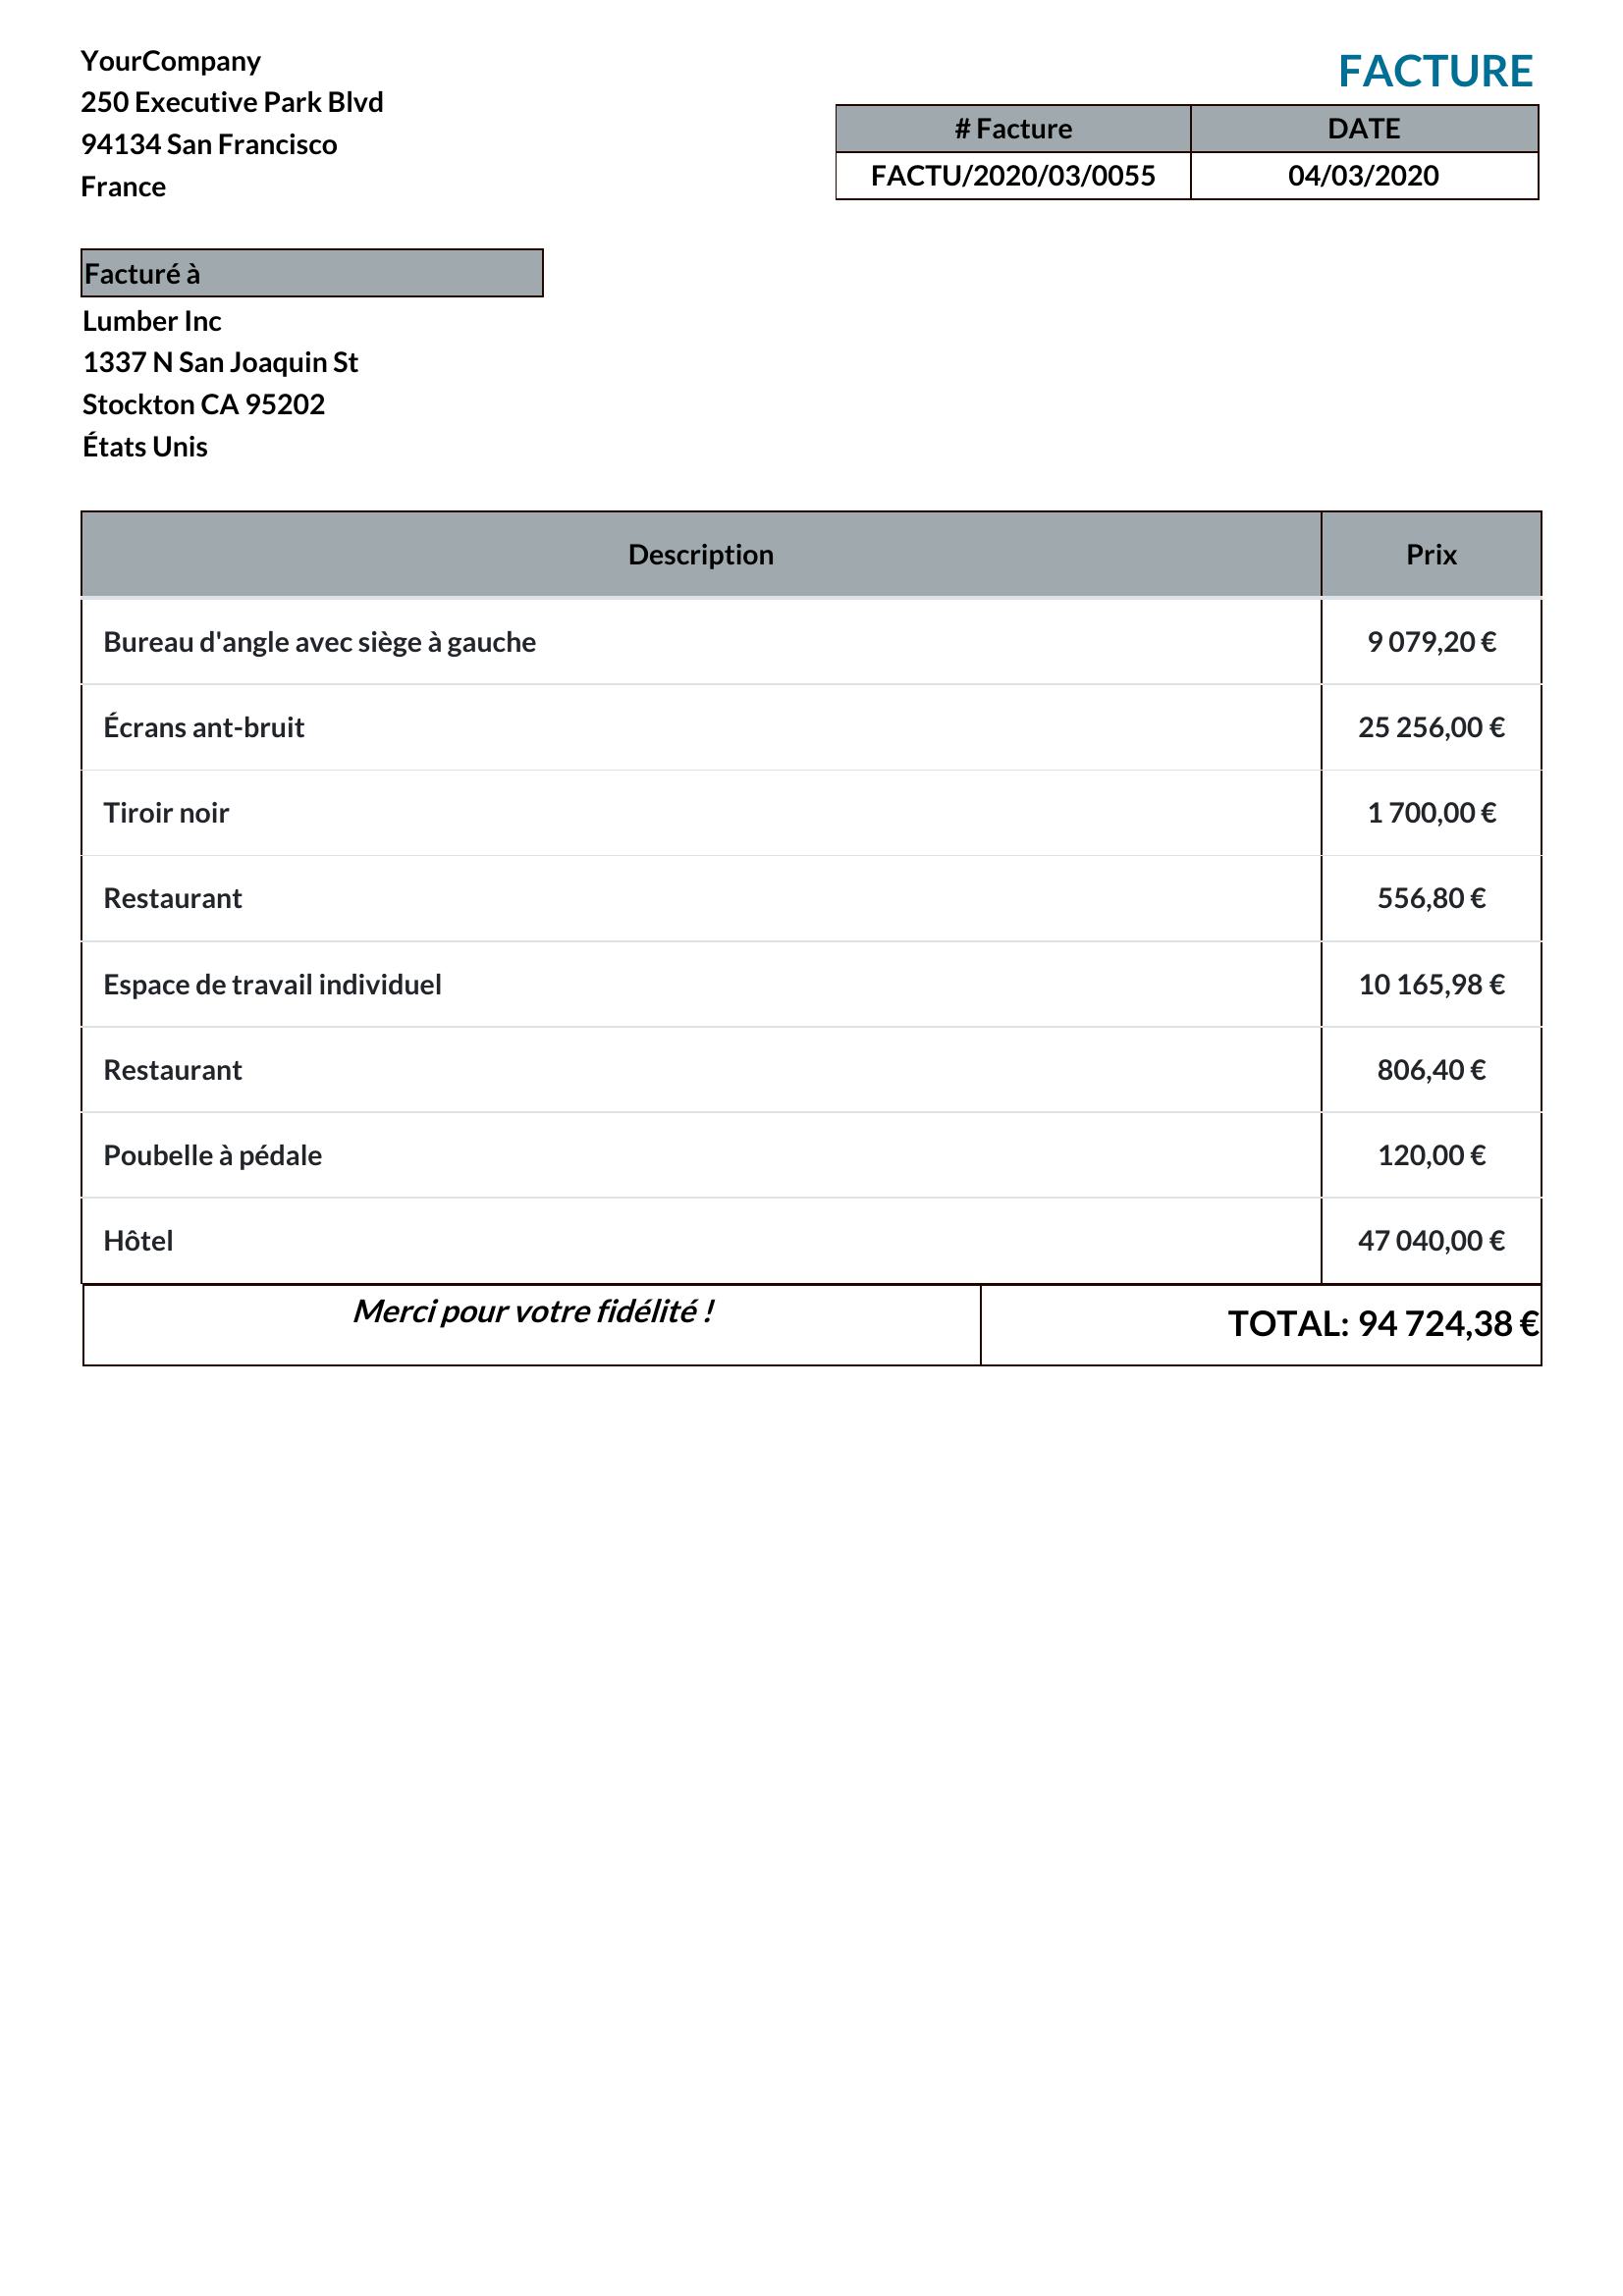 YourCompany
250 Executive Park Blvd
94134 San Francisco
France
FACTURE
# Facture DATE
FACTU/2020/03/0055 04/03/2020
Facturé à
Lumber Inc
1337 N San Joaquin St
Stockton CA 95202
États Unis
Description Prix
Bureau d'angle avec siège à gauche 9 079,20 €
Écrans ant-bruit 25 256,00 €
Tiroir noir 1 700,00 €
Restaurant 556,80 €
Espace de travail individuel 10 165,98 €
Restaurant 806,40 €
Poubelle à pédale 120,00 €
Hôtel 47 040,00 €
Merci pour votre fidélité ! TOTAL: 94 724,38 €